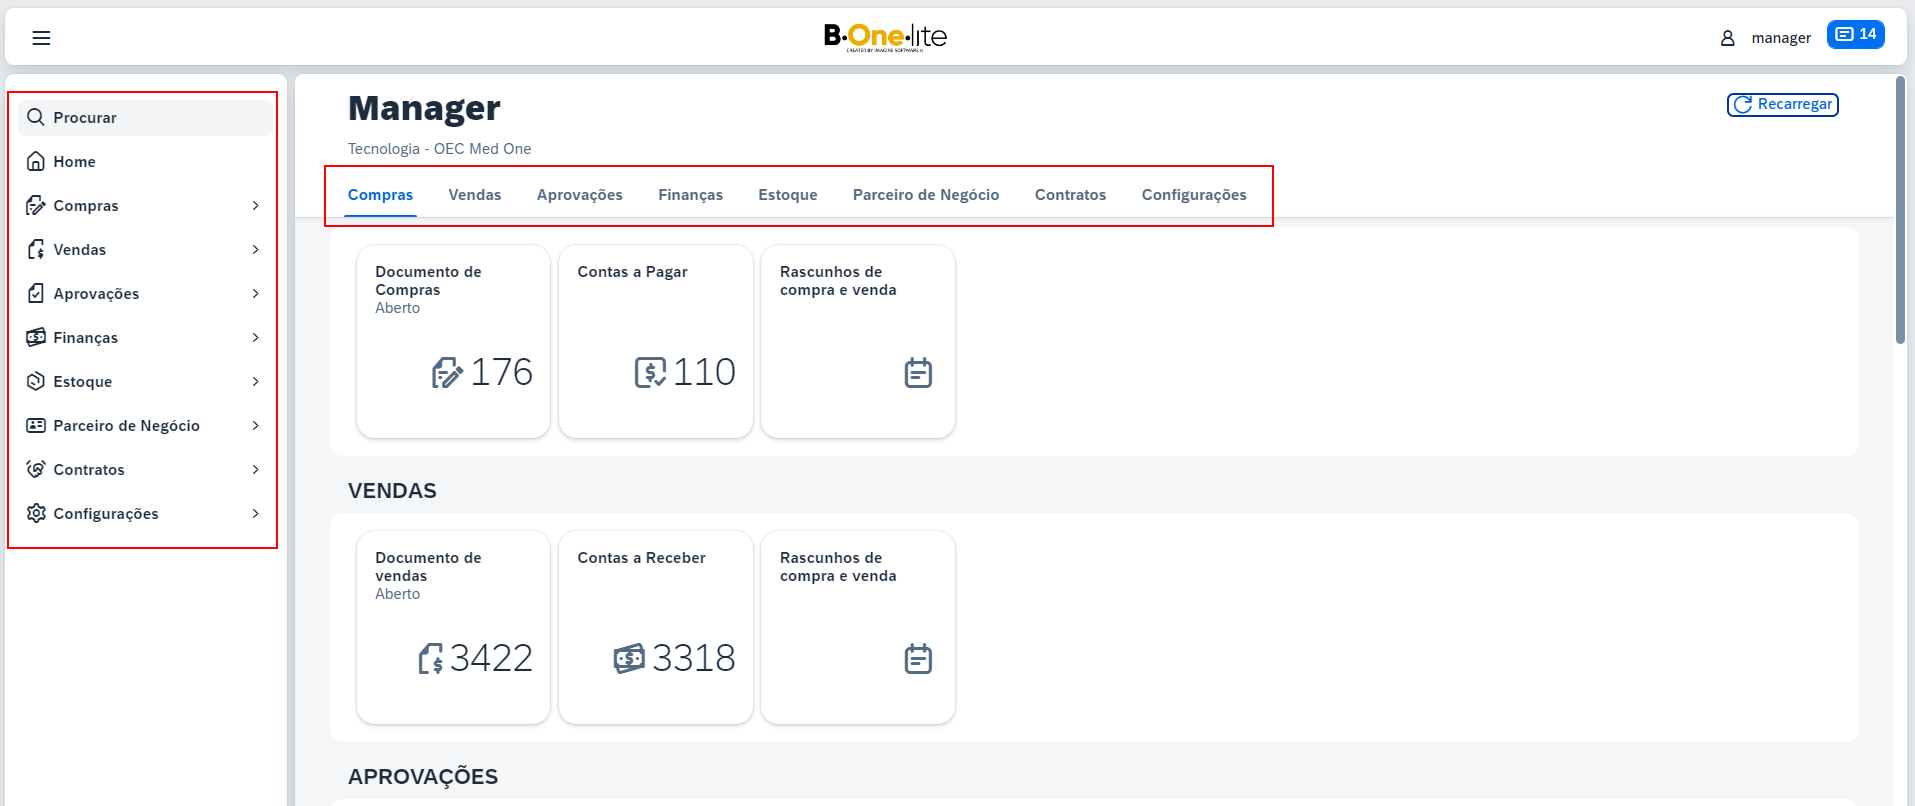 B·One·lite
CREATED BY IMAGINE SOFTWARE ©
manager
14
Procurar
Home
Compras
Vendas
Aprovações
Finanças
Estoque
Parceiro de Negócio
Contratos
Configurações
Manager
Recarregar
Tecnologia - OEC Med One
Compras Vendas Aprovações Finanças Estoque Parceiro de Negócio Contratos Configurações
Documento de
Compras
Aberto
176
Contas a Pagar
110
Rascunhos de
compra e venda
VENDAS
Documento de
vendas
Aberto
3422
Contas a Receber
3318
Rascunhos de
compra e venda
APROVAÇÕES